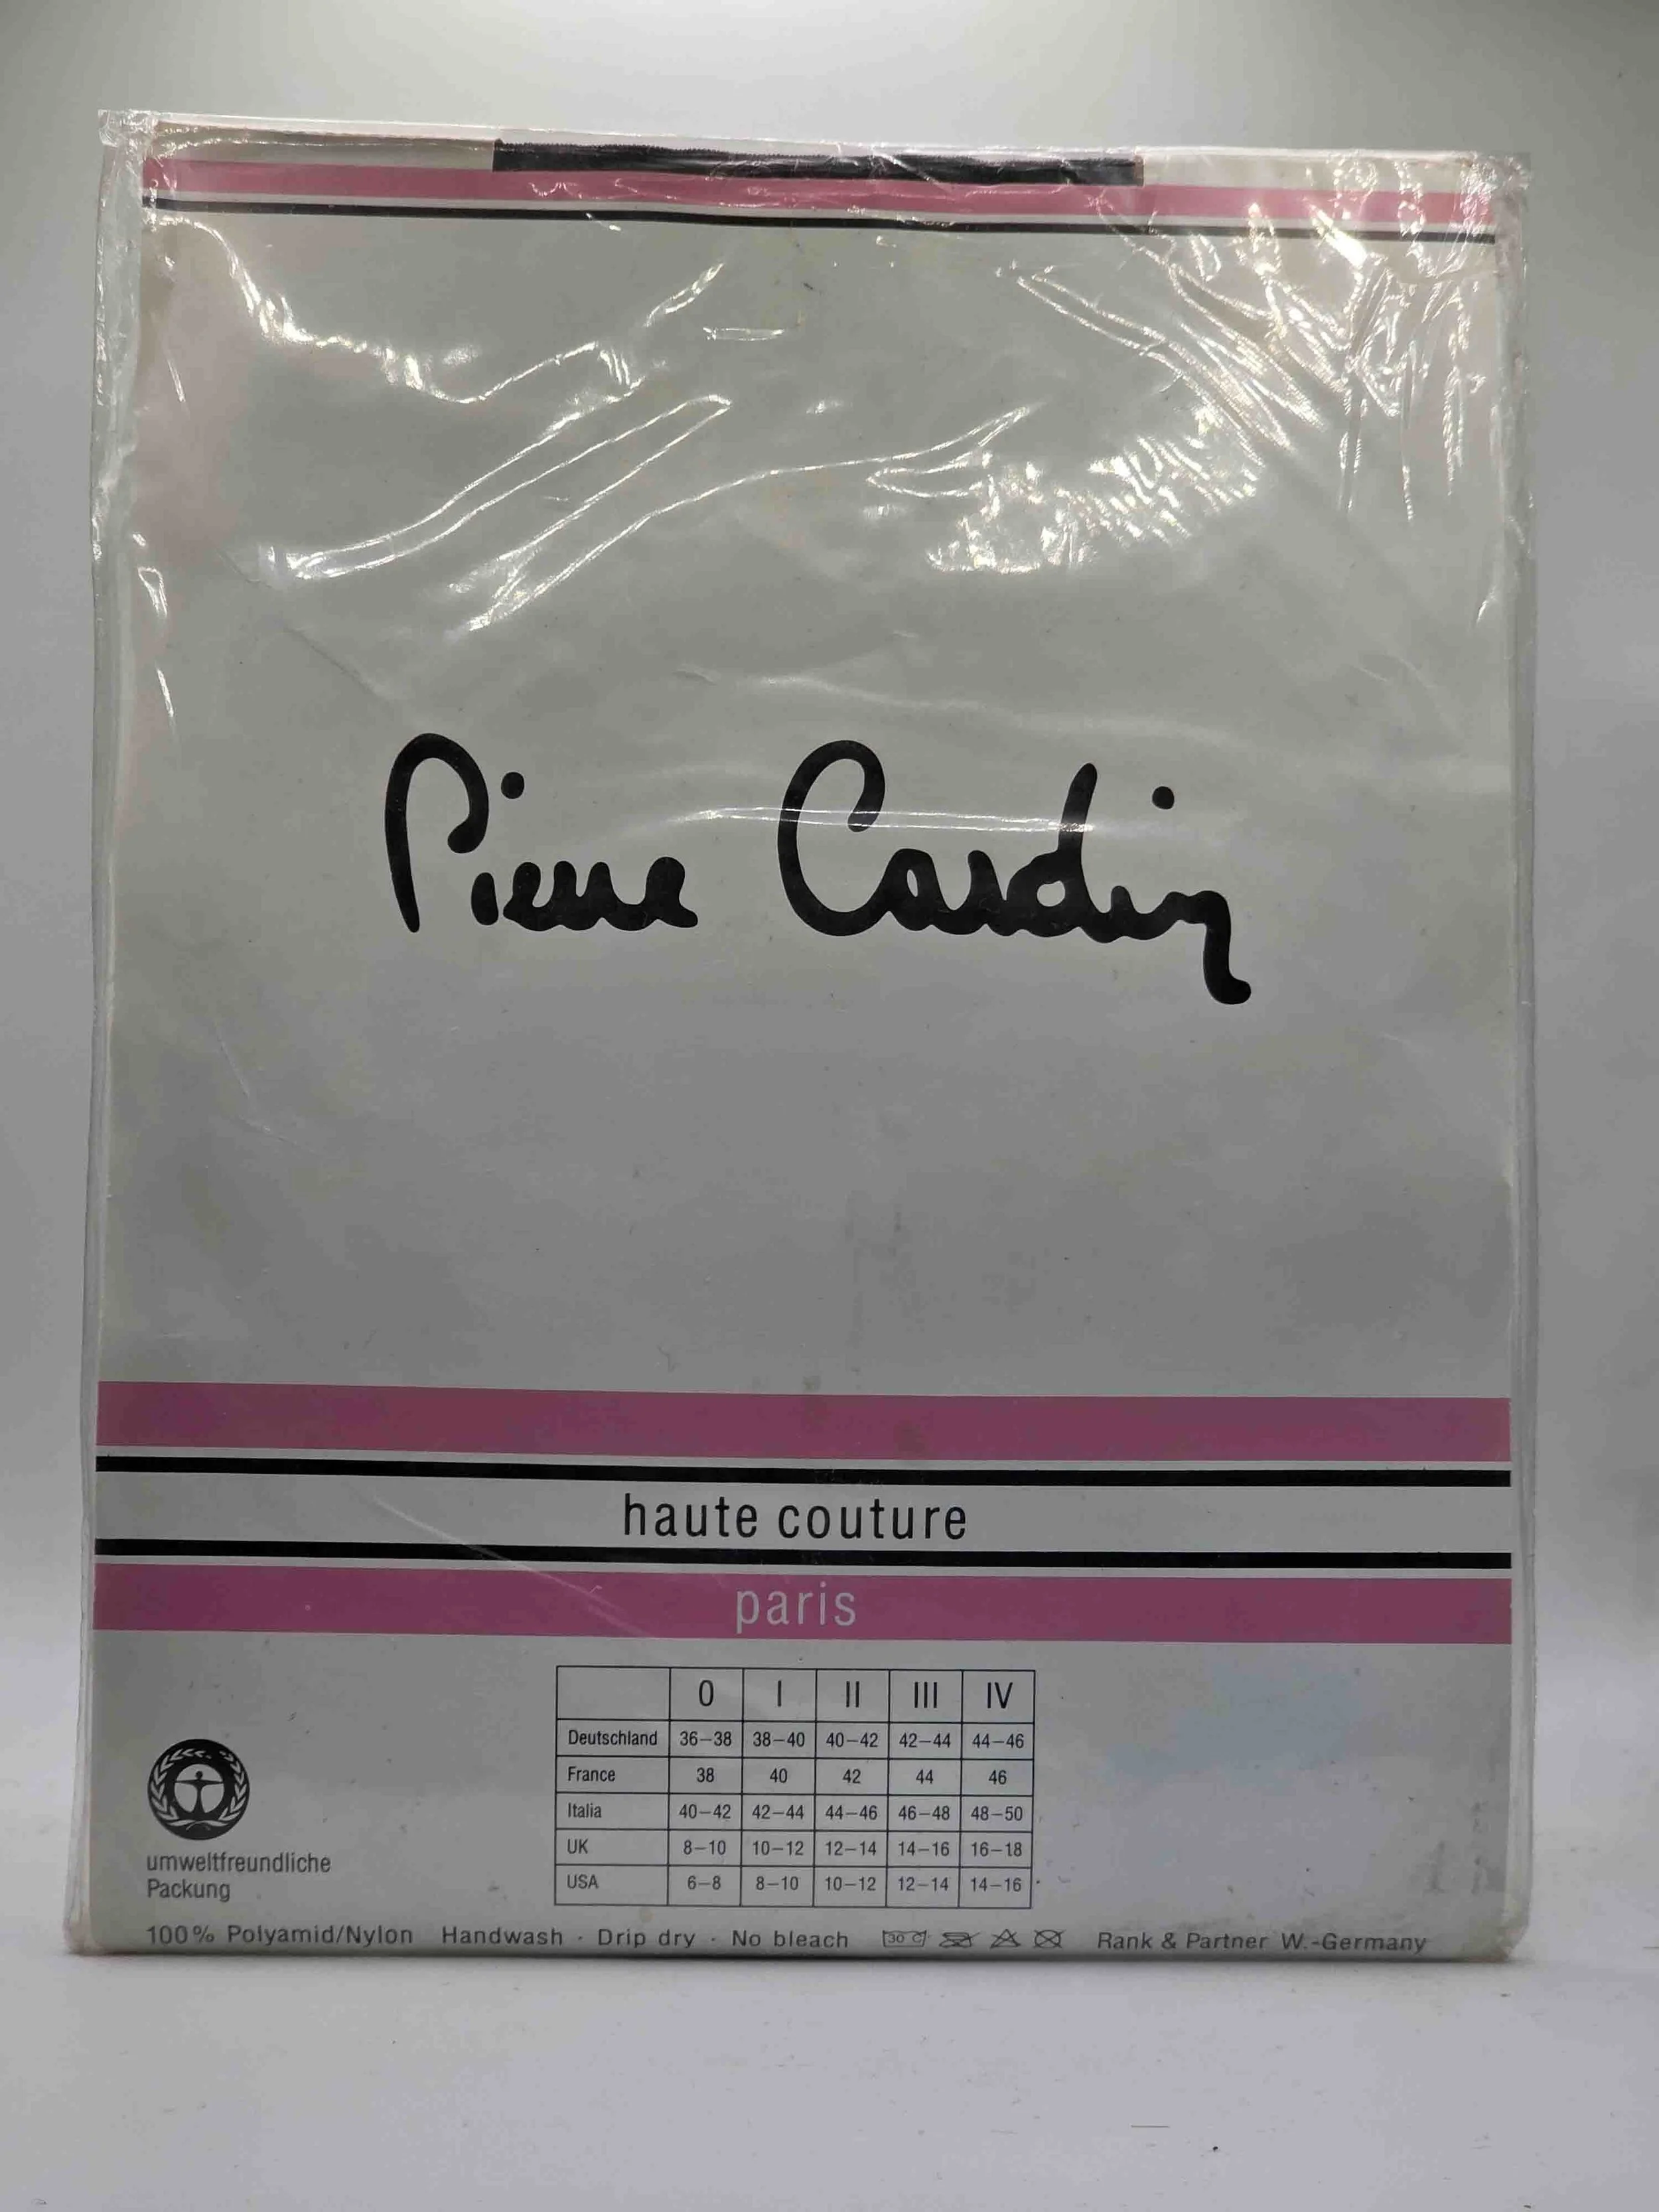 Pierre Cardin
haute couture
paris
0 I II III IV
Deutschland 36–38 38–40 40–42 42–44 44–46
France 38 40 42 44 46
Italia 40–42 42–44 44–46 46–48 48–50
UK 8–10 10–12 12–14 14–16 16–18
USA 6–8 8–10 10–12 12–14 14–16
umweltfreundliche
Packung
100% Polyamid/Nylon Handwash · Drip dry · No bleach 30 C Rank & Partner W.-Germany